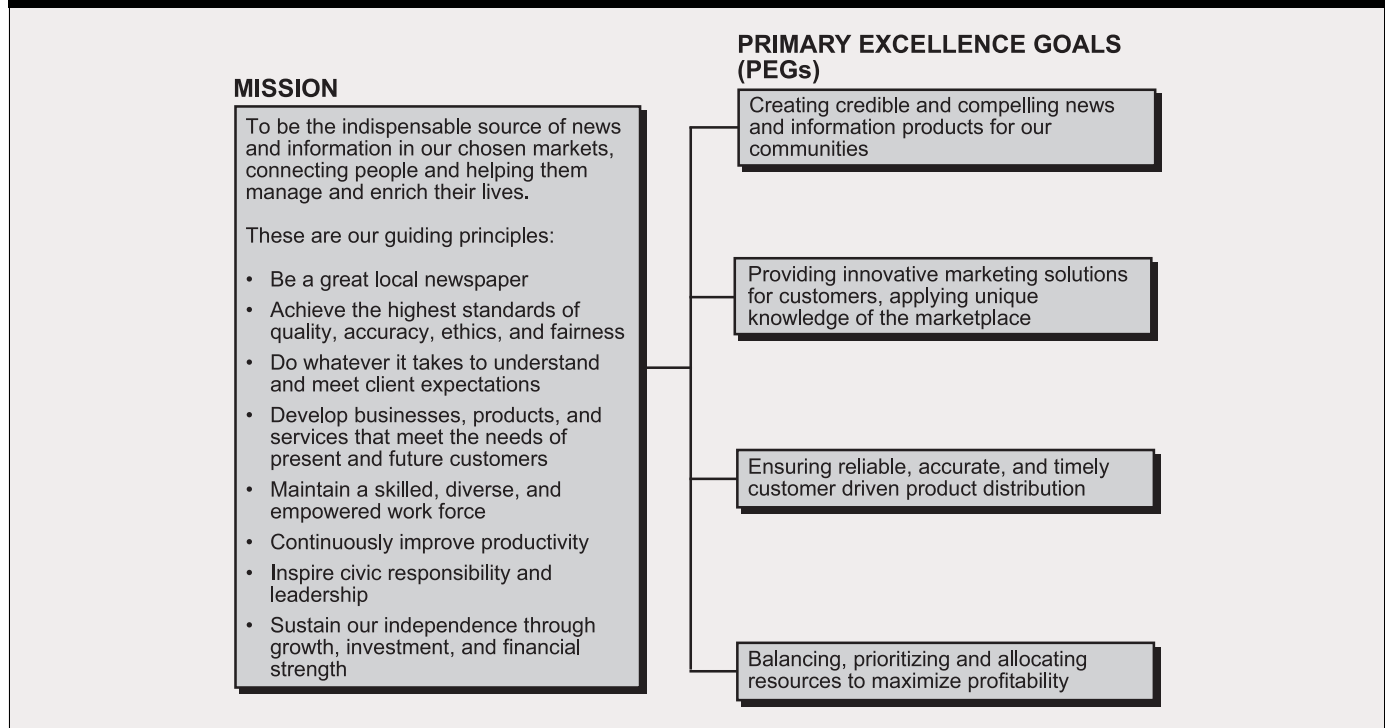 MISSION
To be the indispensable source of news
and information in our chosen markets,
connecting people and helping them
manage and enrich their lives.
These are our guiding principles:
• Be a great local newspaper
• Achieve the highest standards of
quality, accuracy, ethics, and fairness
• Do whatever it takes to understand
and meet client expectations
• Develop businesses, products, and
services that meet the needs of
present and future customers
• Maintain a skilled, diverse, and
empowered work force
• Continuously improve productivity
• Inspire civic responsibility and
leadership
• Sustain our independence through
growth, investment, and financial
strength
PRIMARY EXCELLENCE GOALS
(PEGs)
Creating credible and compelling news
and information products for our
communities
Providing innovative marketing solutions
for customers, applying unique
knowledge of the marketplace
Ensuring reliable, accurate, and timely
customer driven product distribution
Balancing, prioritizing and allocating
resources to maximize profitability